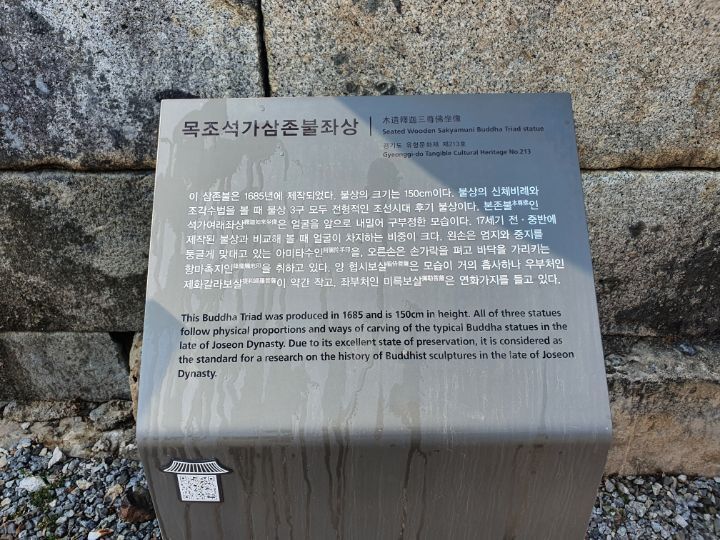 목조석가삼존불좌상
木造釋迦三尊佛坐像
Seated Wooden Sakyamuni Buddha Triad statue
경기도 유형문화재 제213호
Gyeonggi-do Tangible Cultural Heritage No.213
이 삼존불은 1685년에 제작되었다. 불상의 크기는 150cm이다. 불상의 신체비례와
조각수법을 볼 때 불상 3구 모두 전형적인 조선시대 후기 불상이다. 본존불本尊佛인
석가여래좌상釋迦如來坐像은 얼굴을 앞으로 내밀어 구부정한 모습이다. 17세기 전·중반에
제작된 불상과 비교해 볼 때 얼굴이 차지하는 비중이 크다. 왼손은 엄지와 중지를
둥글게 맞대고 있는 아미타수인을, 오른손은 손가락을 펴고 바닥을 가리키는
항마촉지인을 취하고 있다. 양 협시보살은 모습이 거의 흡사하나 우부처인
제화갈라보살이 약간 작고, 좌부처인 미륵보살은 연화가지를 들고 있다.
This Buddha Triad was produced in 1685 and is 150cm in height. All of three statues
follow physical proportions and ways of carving of the typical Buddha statues in the
late of Joseon Dynasty. Due to its excellent state of preservation, it is considered as
the standard for a research on the history of Buddhist sculptures in the late of Joseon
Dynasty.